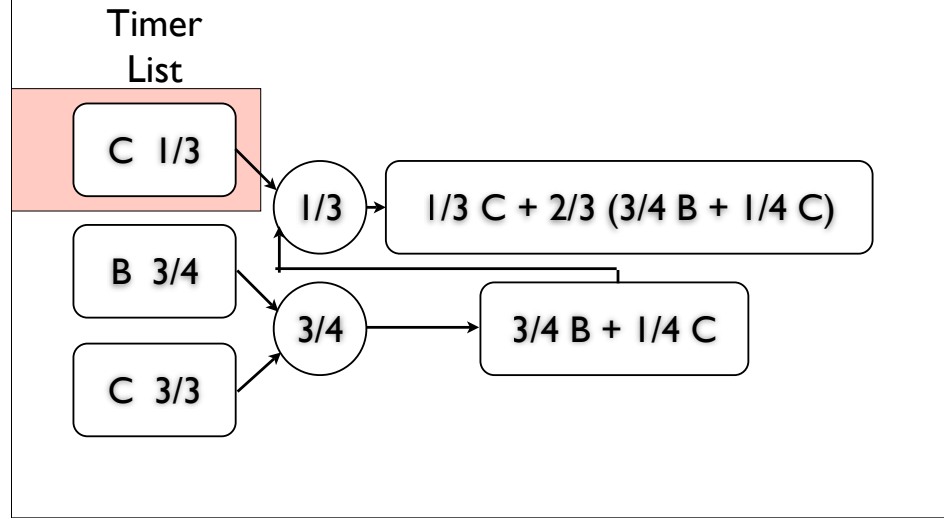 Timer
List
C 1/3
1/3
1/3 C + 2/3 (3/4 B + 1/4 C)
B 3/4
3/4
3/4 B + 1/4 C
C 3/3